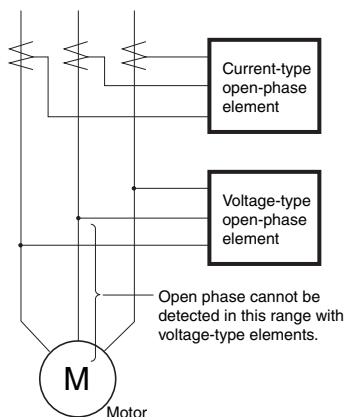 Current-type
open-phase
element
Voltage-type
open-phase
element
Open phase cannot be
detected in this range with
voltage-type elements.
M
Motor